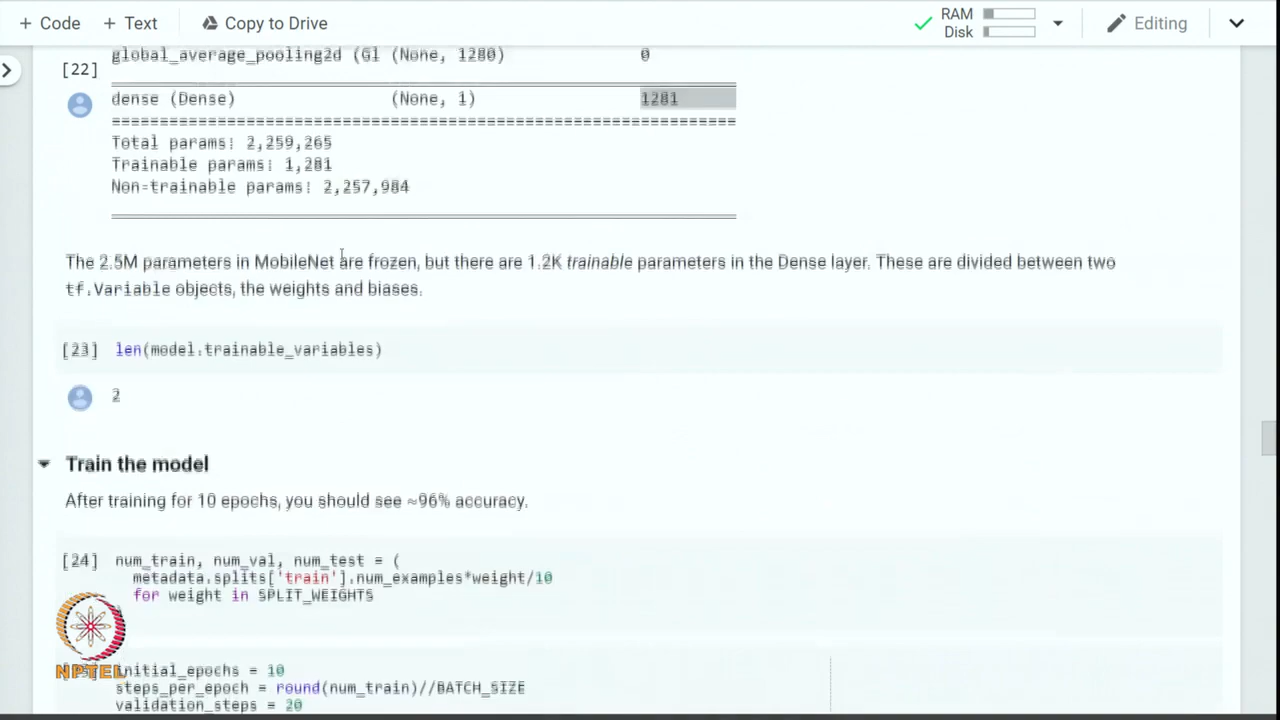 + Code + Text Copy to Drive RAM Disk Editing
global_average_pooling2d (Gl (None, 1280) 0
[22]
dense (Dense) (None, 1) 1281
=================================================================
Total params: 2,259,265
Trainable params: 1,281
Non-trainable params: 2,257,984
The 2.5M parameters in MobileNet are frozen, but there are 1.2K trainable parameters in the Dense layer. These are divided between two
tf.Variable objects, the weights and biases.
[23] len(model.trainable_variables)
2
Train the model
After training for 10 epochs, you should see ≈96% accuracy.
[24] num_train, num_val, num_test = (
metadata.splits['train'].num_examples*weight/10
for weight in SPLIT_WEIGHTS
NPTEL
initial_epochs = 10
steps_per_epoch = round(num_train)//BATCH_SIZE
validation_steps = 20